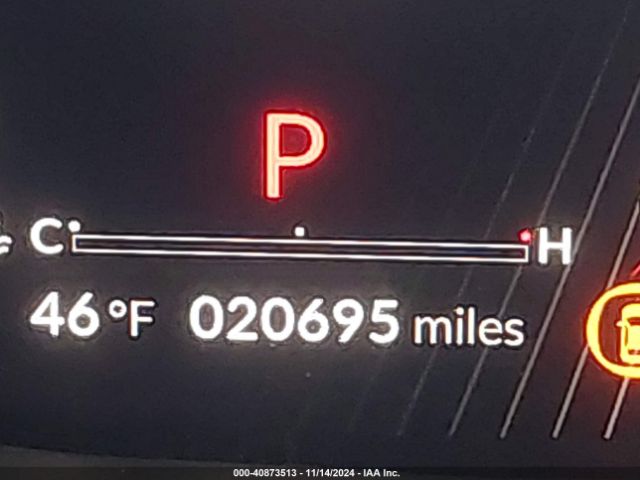 P
C H
46 °F 020695 miles
000-40873513 - 11/14/2024 - IAA Inc.